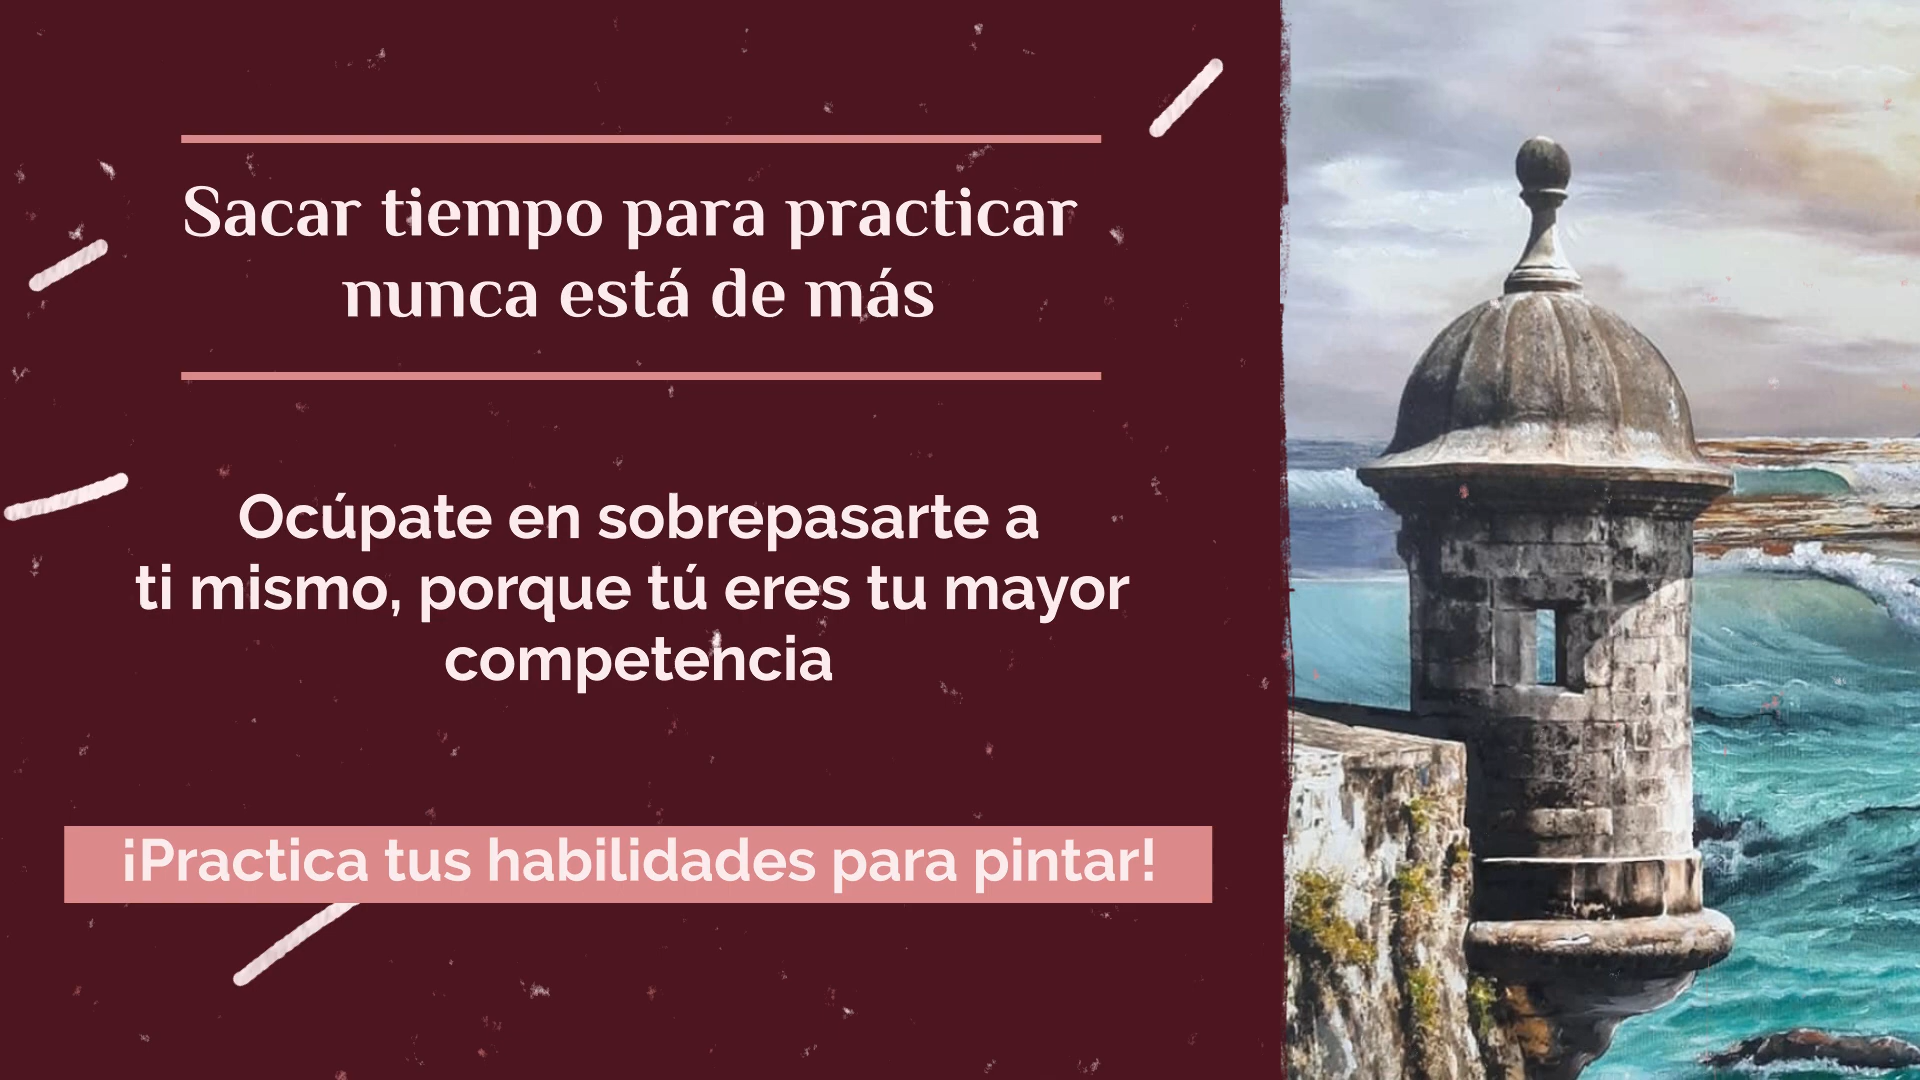 Sacar tiempo para practicar
nunca está de más
Ocúpate en sobrepasarte a
ti mismo, porque tú eres tu mayor
competencia
¡Practica tus habilidades para pintar!